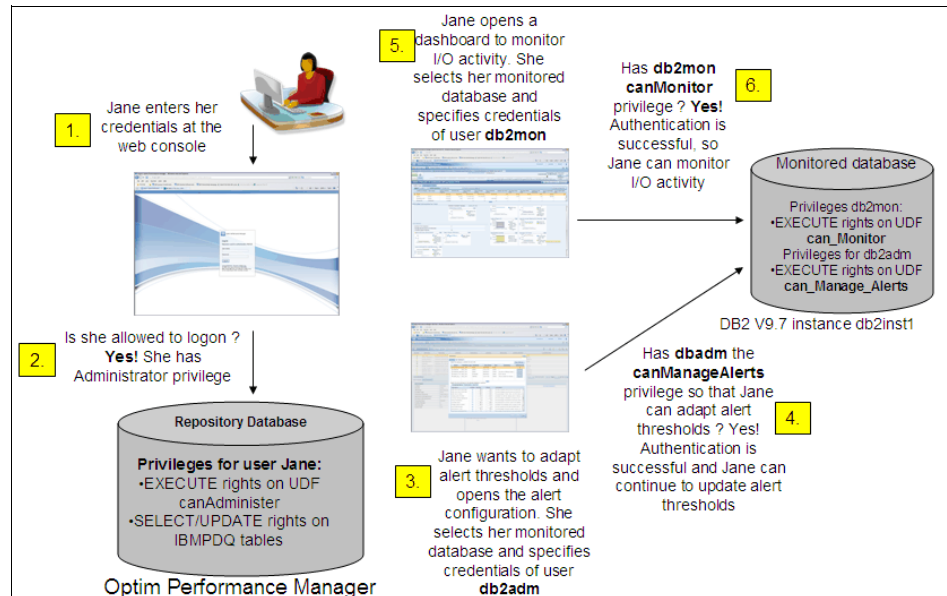 1.
Jane enters her
credentials at the
web console
2.
Is she allowed to logon ?
Yes! She has
Administrator privilege
Repository Database
Privileges for user Jane:
•EXECUTE rights on UDF
canAdminister
•SELECT/UPDATE rights on
IBMPDQ tables
Optim Performance Manager
3.
Jane wants to adapt
alert thresholds and
opens the alert
configuration. She
selects her monitored
database and specifies
credentials of user
db2adm
4.
Has dbadm the
canManageAlerts
privilege so that Jane
can adapt alert
thresholds ? Yes!
Authentication is
successful and Jane can
continue to update alert
thresholds
5.
Jane opens a
dashboard to monitor
I/O activity. She
selects her monitored
database and
specifies credentials
of user db2mon
6.
Has db2mon
canMonitor
privilege ? Yes!
Authentication is
successful, so
Jane can monitor
I/O activity
Monitored database
Privileges db2mon:
•EXECUTE rights on UDF
can_Monitor
Privileges for db2adm
•EXECUTE rights on UDF
can_Manage_Alerts
DB2 V9.7 instance db2inst1